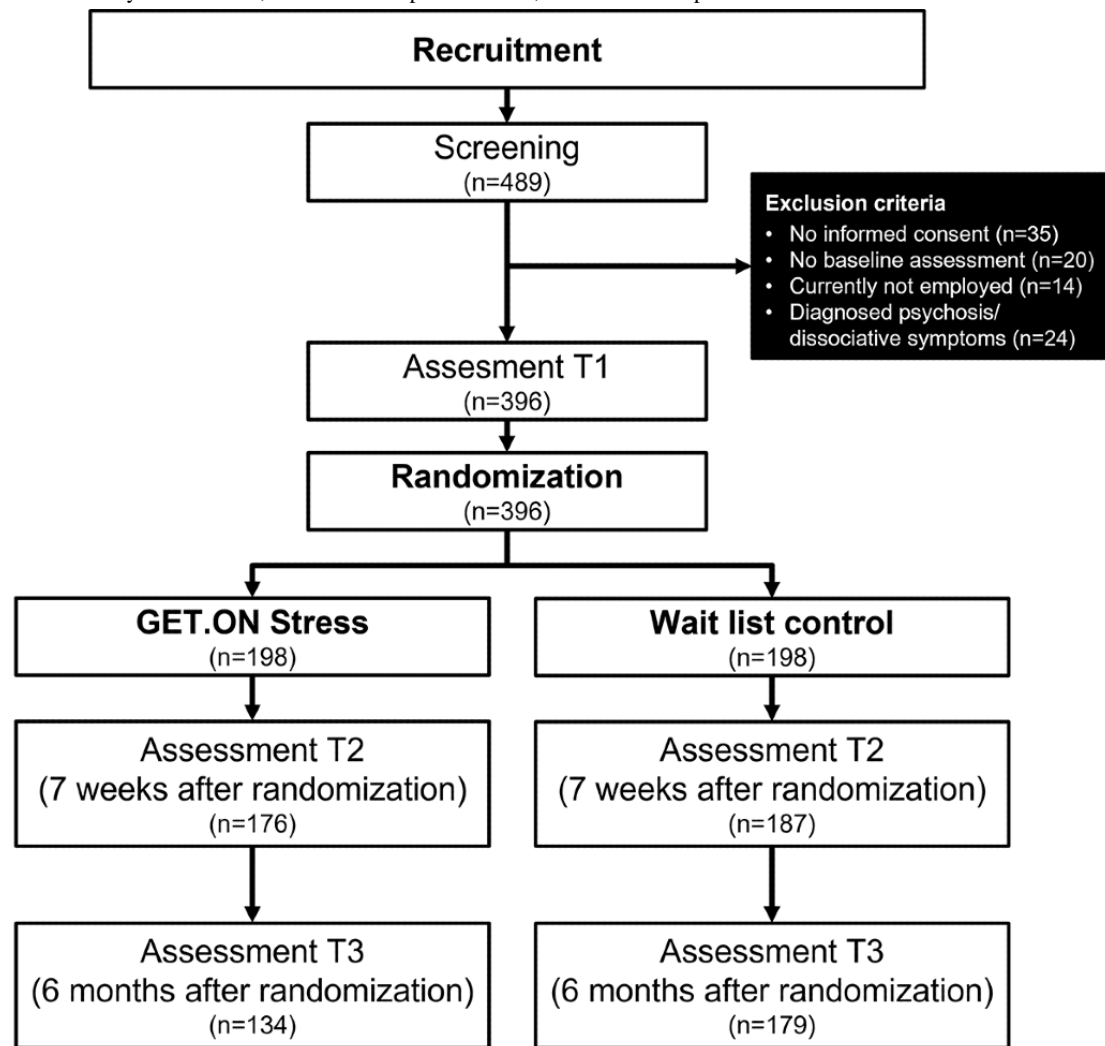 Recruitment
Screening
(n=489)
Exclusion criteria
• No informed consent (n=35)
• No baseline assessment (n=20)
• Currently not employed (n=14)
• Diagnosed psychosis/
dissociative symptoms (n=24)
Assesment T1
(n=396)
Randomization
(n=396)
GET.ON Stress
(n=198)
Wait list control
(n=198)
Assessment T2
(7 weeks after randomization)
(n=176)
Assessment T2
(7 weeks after randomization)
(n=187)
Assessment T3
(6 months after randomization)
(n=134)
Assessment T3
(6 months after randomization)
(n=179)